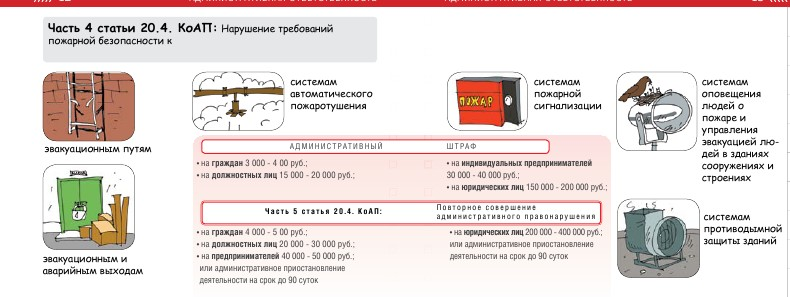 Часть 4 статьи 20.4. КоАП: Нарушение требований
пожарной безопасности к
эвакуационным путям
системам
автоматического
пожаротушения
ПОЖАР
системам
пожарной
сигнализации
системам
оповещения
людей о
пожаре и
управления
эвакуацией лю-
дей в зданиях
сооружениях и
строениях
АДМИНИСТРАТИВНЫЙ ШТРАФ
• на граждан 3 000 - 4 00 руб.;
• на должностных лиц 15 000 - 20 000 руб.;
• на индивидуальных предпринимателей
30 000 - 40 000 руб.;
• на юридических лиц 150 000 - 200 000 руб.;
эвакуационным и
аварийным выходам
Часть 5 статья 20.4. КоАП:
Повторное совершение
административного правонарушения
• на граждан 4 000 - 5 00 руб.;
• на должностных лиц 20 000 - 30 000 руб.;
• на предпринимателей 40 000 - 50 000 руб.;
или административное приостановление
деятельности на срок до 90 суток
• на юридических лиц 200 000 - 400 000 руб.;
или административное приостановление
деятельности на срок до 90 суток
системам
противодымной
защиты зданий